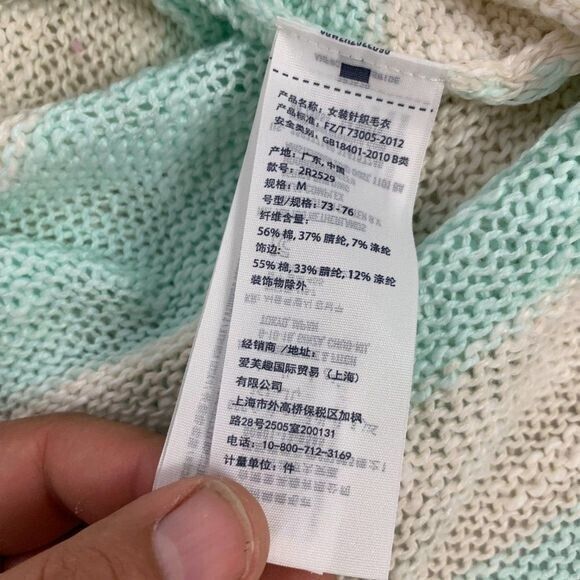 产品名称: 女装针织毛衣
产品标准: FZ/T 73005-2012
安全类别: GB18401-2010 B类
产地: 广东, 中国
款号: 2R2529
规格: M
号型/规格: 73 - 76
纤维含量:
56% 棉, 37% 腈纶, 7% 涤纶
饰边:
55% 棉, 33% 腈纶, 12% 涤纶
装饰物除外
经销商 /地址:
爱芙趣国际贸易 (上海)
有限公司
上海市外高桥保税区加枫
路28号2505室200131
电话: 10-800-712-3169
计量单位: 件